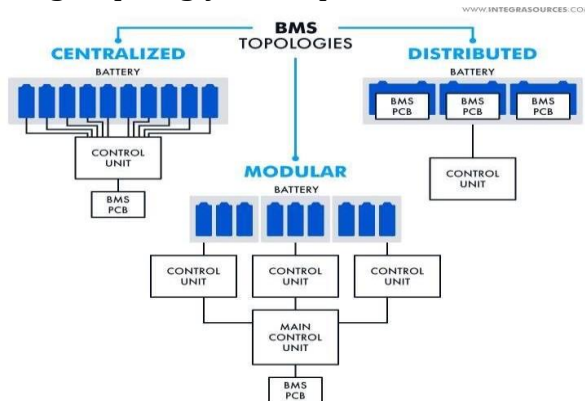 WWW.INTEGRASOURCES.CO
BMS
TOPOLOGIES
CENTRALIZED
BATTERY
CONTROL
UNIT
BMS
PCB
MODULAR
BATTERY
CONTROL
UNIT
CONTROL
UNIT
CONTROL
UNIT
MAIN
CONTROL
UNIT
BMS
PCB
DISTRIBUTED
BATTERY
BMS
PCB
BMS
PCB
BMS
PCB
CONTROL
UNIT